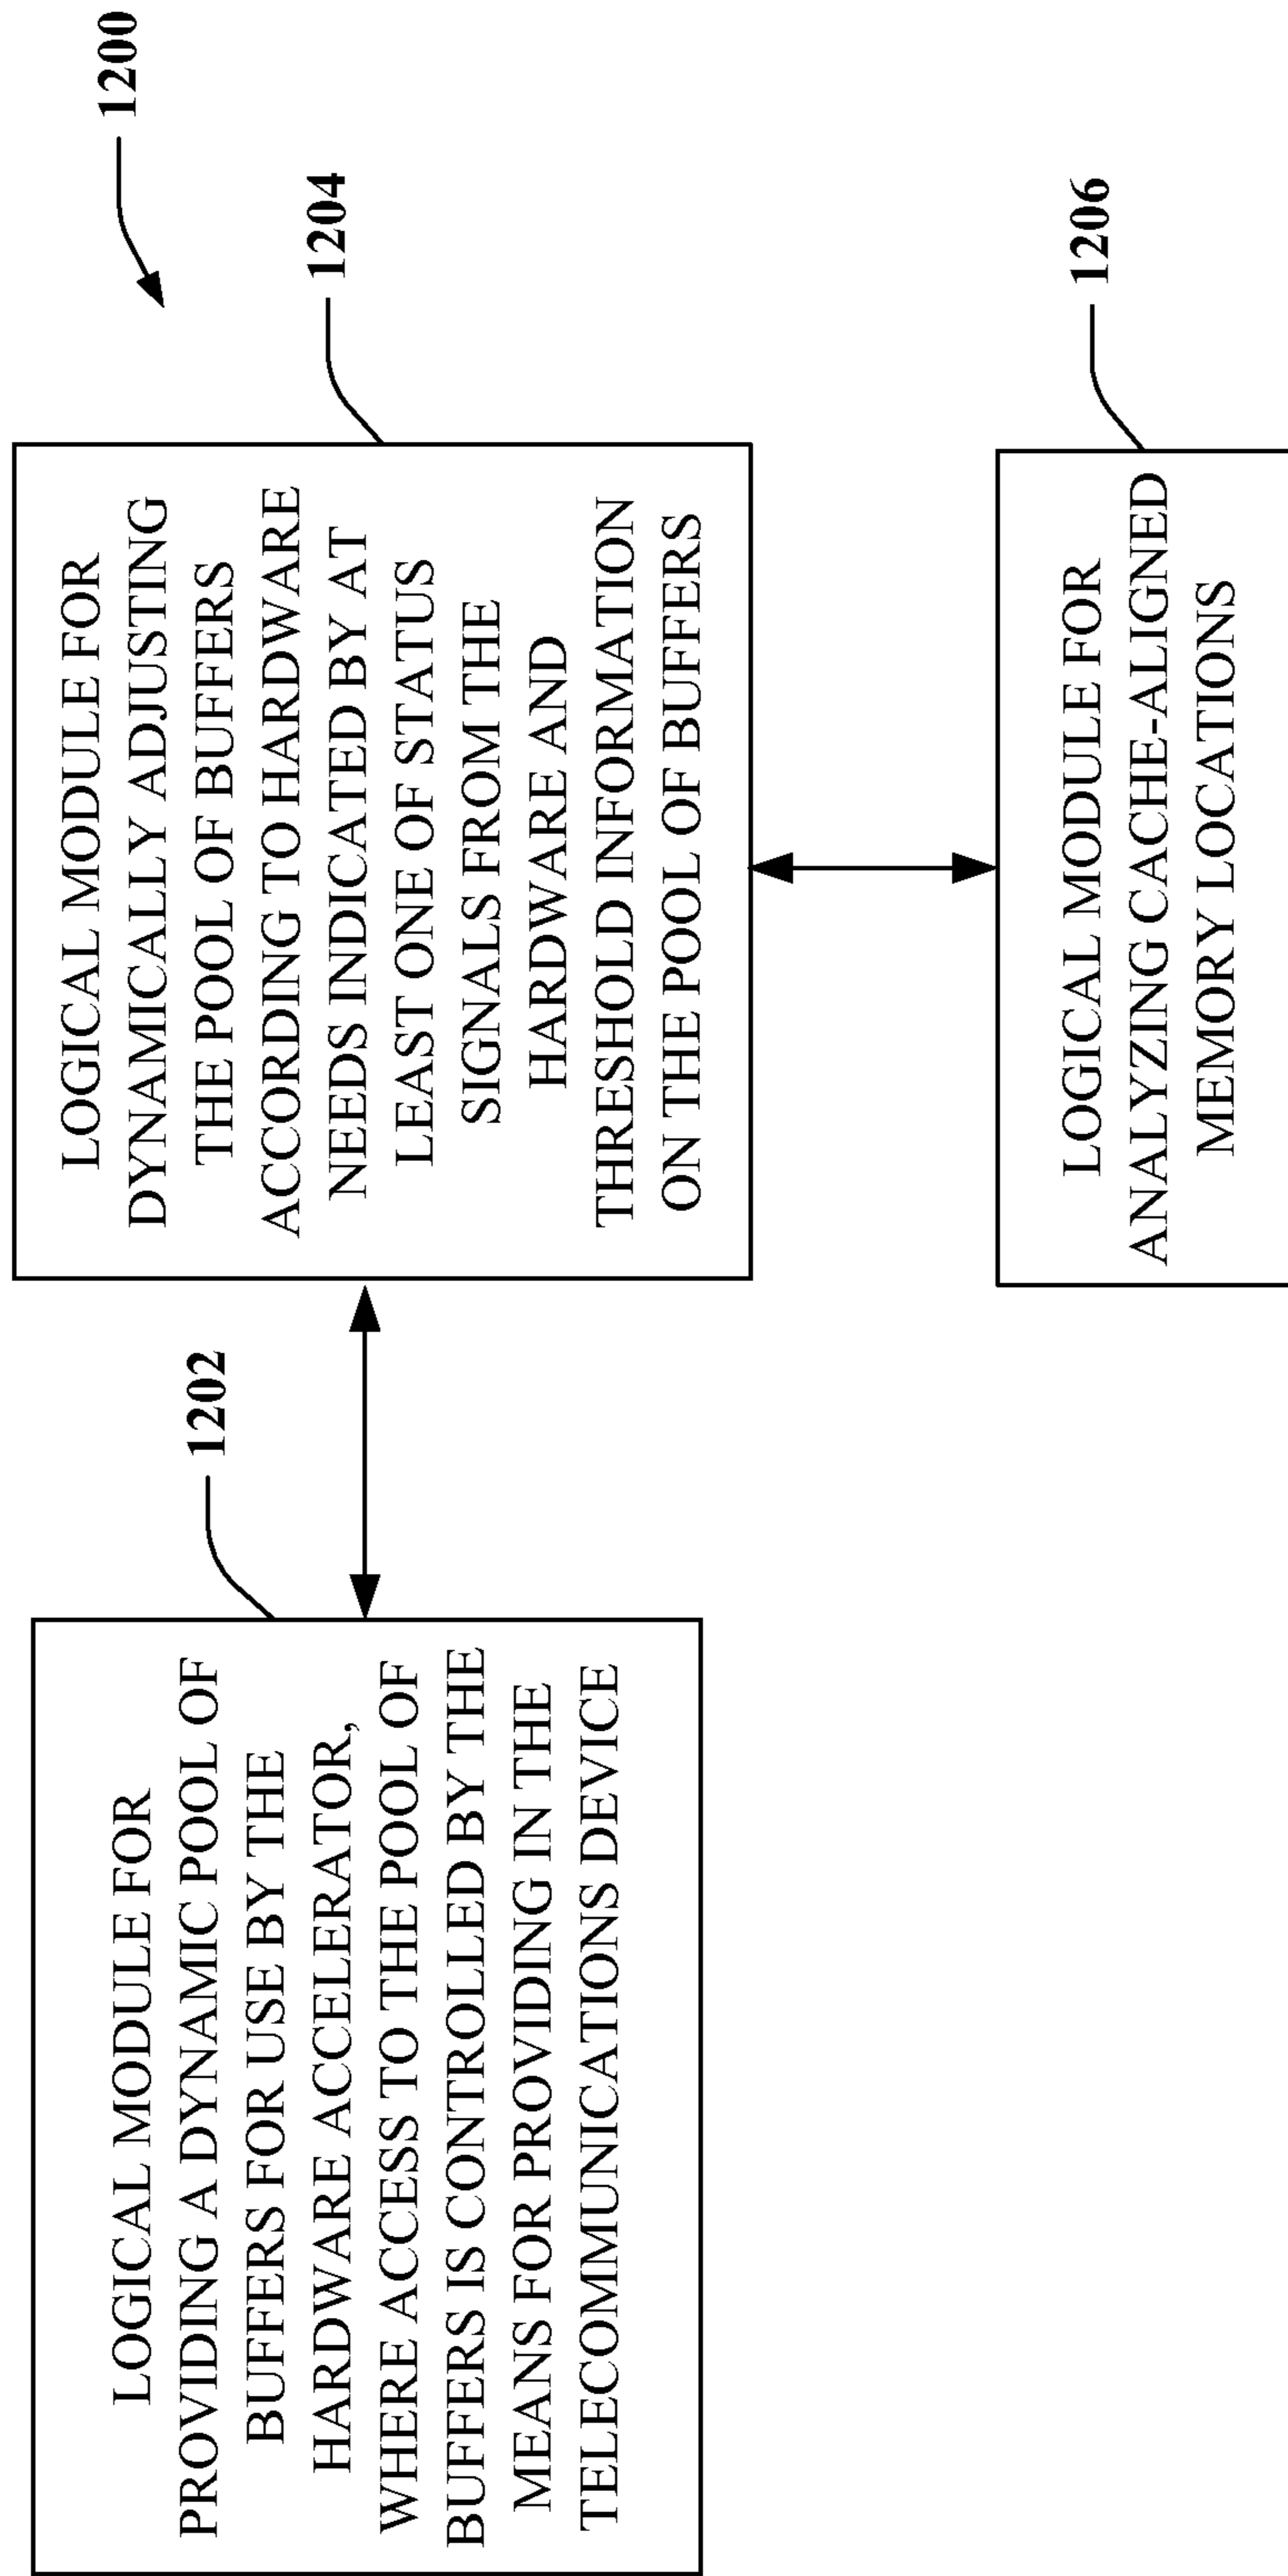 1200
1202
LOGICAL MODULE FOR
PROVIDING A DYNAMIC POOL OF
BUFFERS FOR USE BY THE
HARDWARE ACCELERATOR,
WHERE ACCESS TO THE POOL OF
BUFFERS IS CONTROLLED BY THE
MEANS FOR PROVIDING IN THE
TELECOMMUNICATIONS DEVICE
1204
LOGICAL MODULE FOR
DYNAMICALLY ADJUSTING
THE POOL OF BUFFERS
ACCORDING TO HARDWARE
NEEDS INDICATED BY AT
LEAST ONE OF STATUS
SIGNALS FROM THE
HARDWARE AND
THRESHOLD INFORMATION
ON THE POOL OF BUFFERS
1206
LOGICAL MODULE FOR
ANALYZING CACHE-ALIGNED
MEMORY LOCATIONS